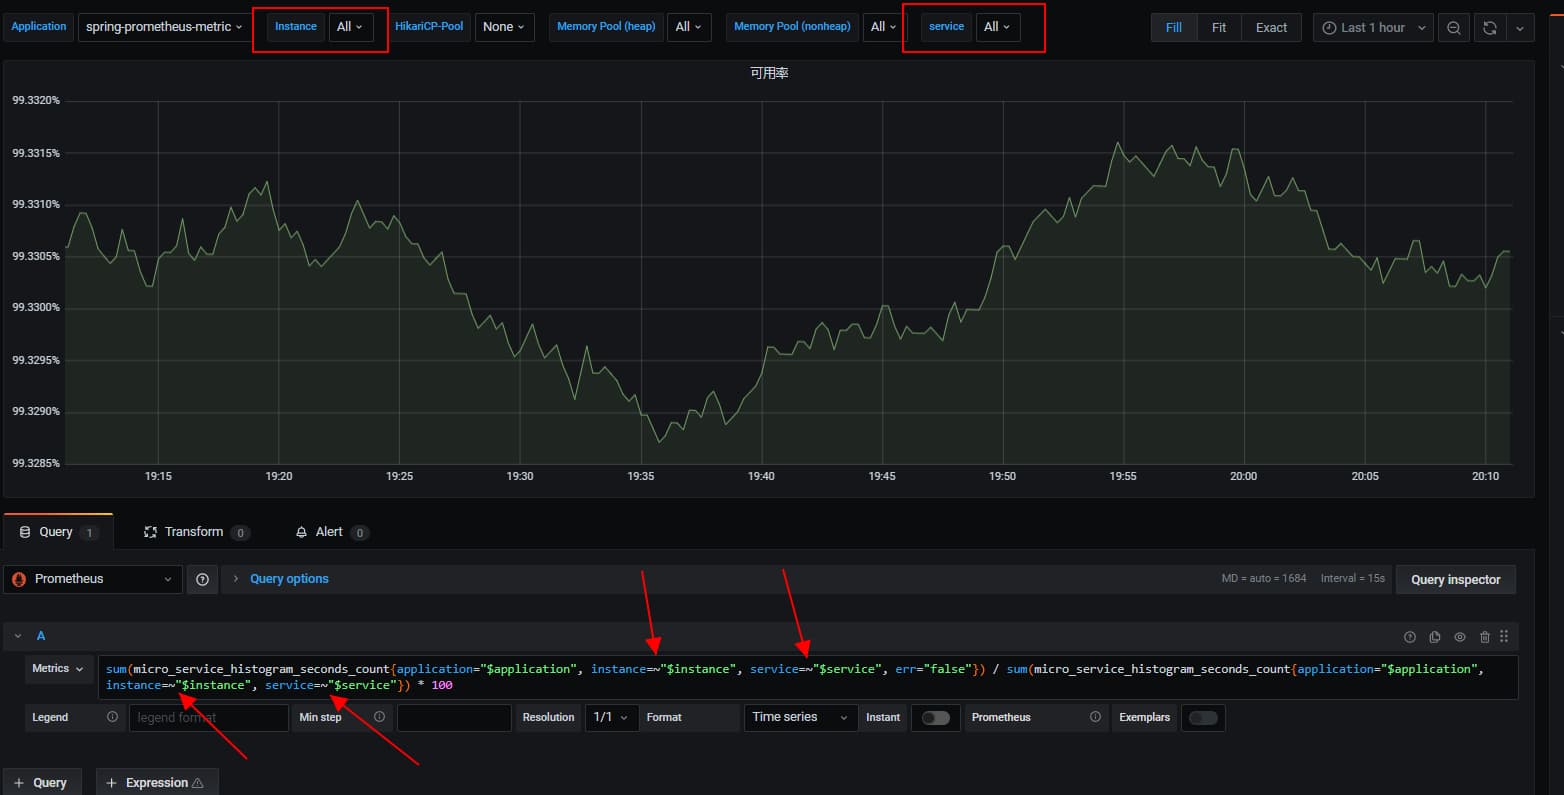 Application spring-prometheus-metric Instance All HikariCP-Pool None Memory Pool (heap) All Memory Pool (nonheap) All service All Fill Fit Exact Last 1 hour
可用率
99.3320%
99.3315%
99.3310%
99.3305%
99.3300%
99.3295%
99.3290%
99.3285%
19:15 19:20 19:25 19:30 19:35 19:40 19:45 19:50 19:55 20:00 20:05 20:10
Query 1 Transform 0 Alert 0
Prometheus Query options MD = auto = 1684 Interval = 15s Query inspector
A
Metrics sum(micro_service_histogram_seconds_count{application="$application", instance=~"$instance", service=~"$service", err="false"}) / sum(micro_service_histogram_seconds_count{application="$application",
instance=~"$instance", service=~"$service"}) * 100
Legend legend format Min step Resolution 1/1 Format Time series Instant Prometheus Exemplars
+ Query + Expression